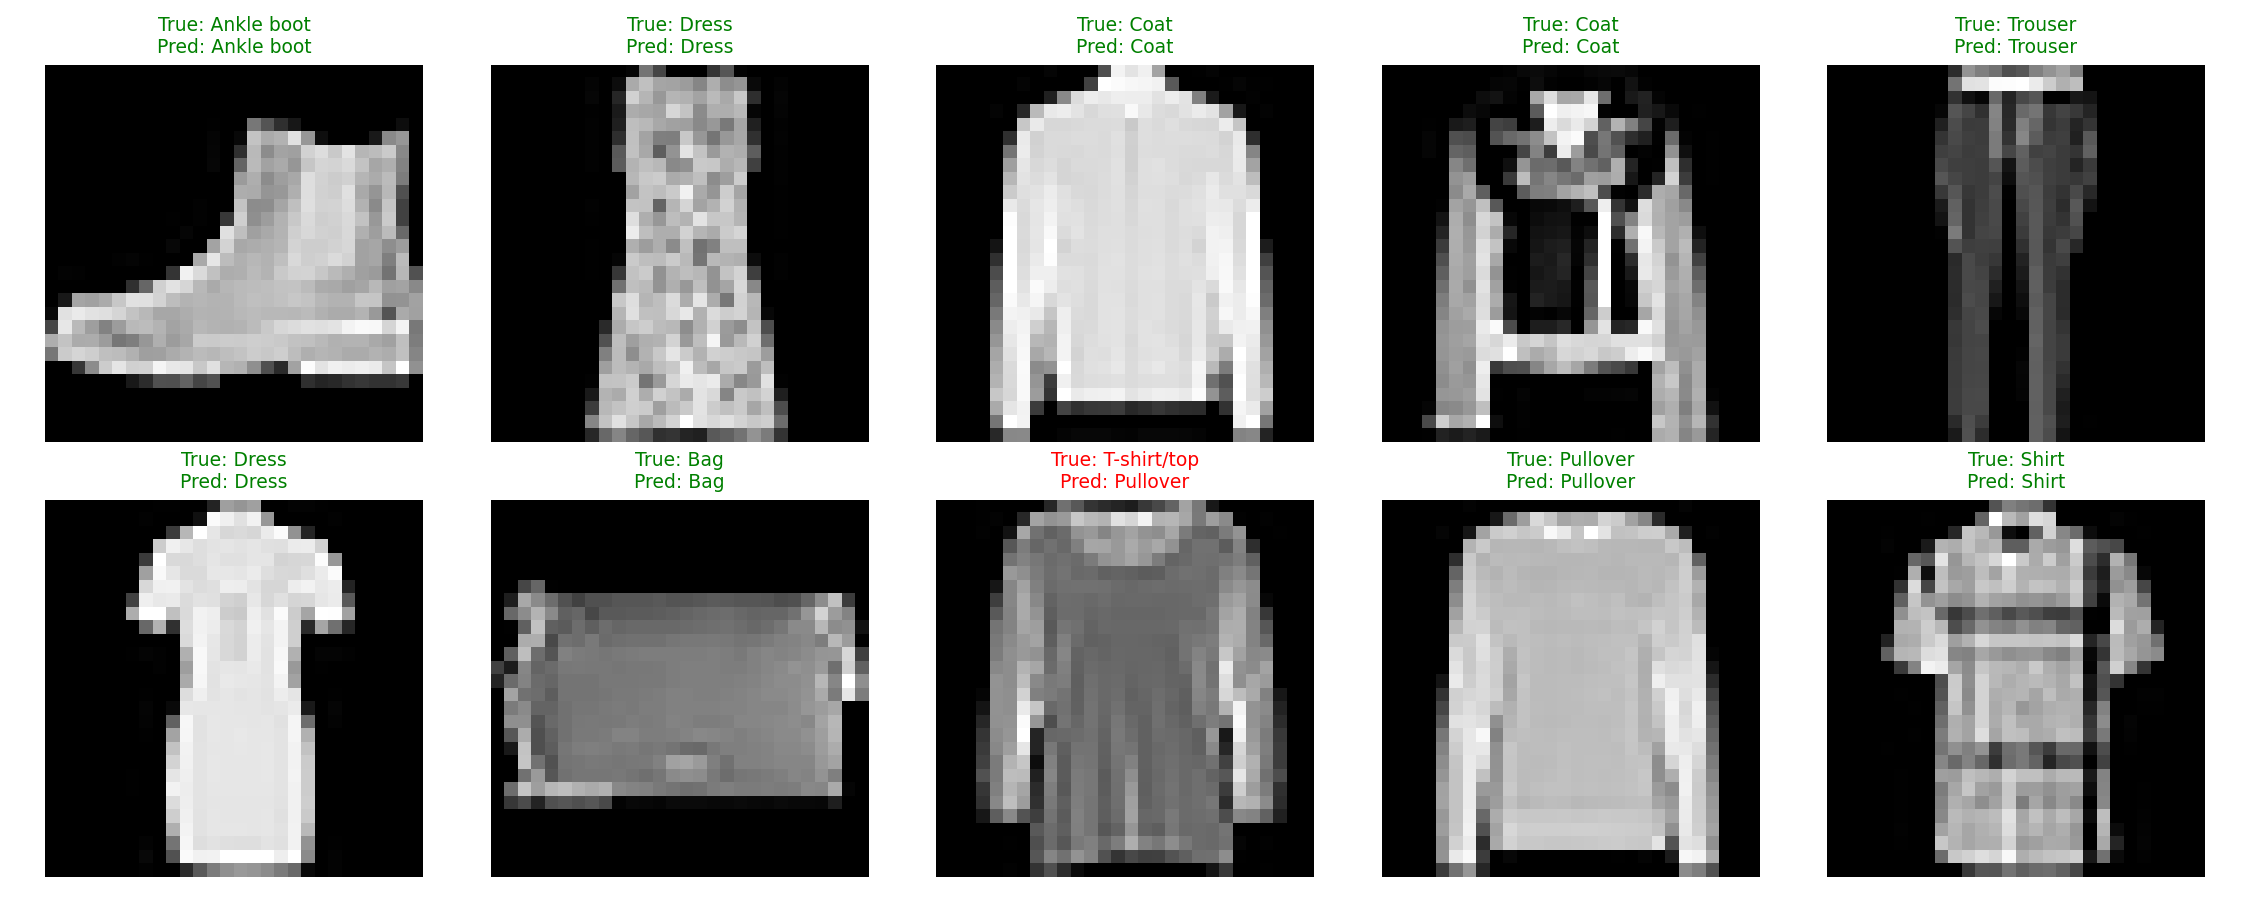 True: Ankle boot
Pred: Ankle boot
True: Dress
Pred: Dress
True: Coat
Pred: Coat
True: Coat
Pred: Coat
True: Trouser
Pred: Trouser
True: Dress
Pred: Dress
True: Bag
Pred: Bag
True: T-shirt/top
Pred: Pullover
True: Pullover
Pred: Pullover
True: Shirt
Pred: Shirt